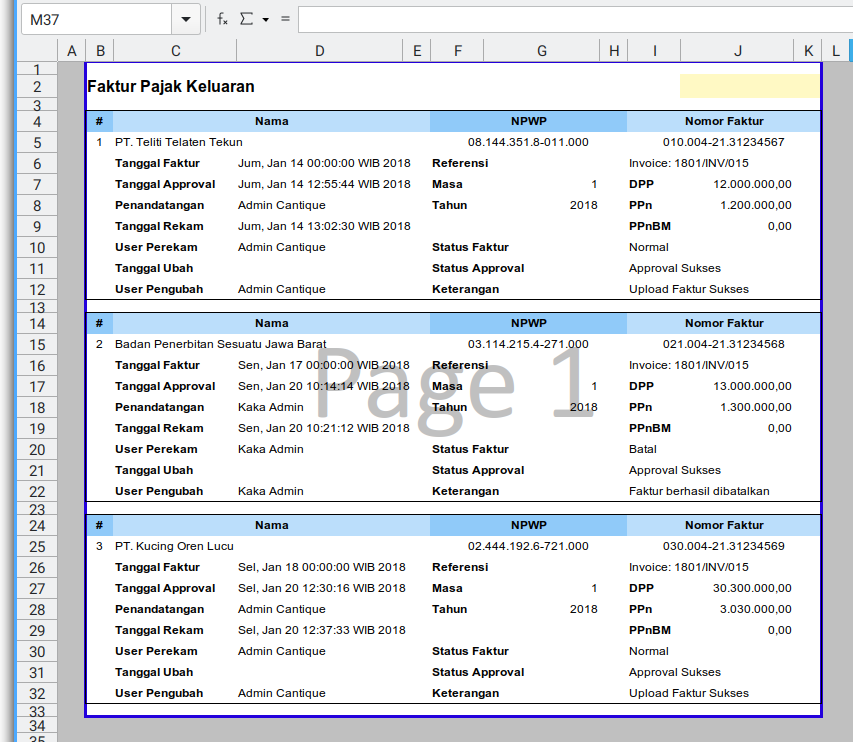 M37 fx Σ =
A B C D E F G H I J K L
1
2 Faktur Pajak Keluaran
3
4 # Nama NPWP Nomor Faktur
5 1 PT. Teliti Telaten Tekun 08.144.351.8-011.000 010.004-21.31234567
6 Tanggal Faktur Jum, Jan 14 00:00:00 WIB 2018 Referensi Invoice: 1801/INV/015
7 Tanggal Approval Jum, Jan 14 12:55:44 WIB 2018 Masa 1 DPP 12.000.000,00
8 Penandatangan Admin Cantique Tahun 2018 PPn 1.200.000,00
9 Tanggal Rekam Jum, Jan 14 13:02:30 WIB 2018 PPnBM 0,00
10 User Perekam Admin Cantique Status Faktur Normal
11 Tanggal Ubah Status Approval Approval Sukses
12 User Pengubah Admin Cantique Keterangan Upload Faktur Sukses
13
14 # Nama NPWP Nomor Faktur
15 2 Badan Penerbitan Sesuatu Jawa Barat 03.114.215.4-271.000 021.004-21.31234568
16 Tanggal Faktur Sen, Jan 17 00:00:00 WIB 2018 Referensi Invoice: 1801/INV/015
17 Tanggal Approval Sen, Jan 20 10:14:14 WIB 2018 Masa 1 DPP 13.000.000,00
Page 1
18 Penandatangan Kaka Admin Tahun 2018 PPn 1.300.000,00
19 Tanggal Rekam Sen, Jan 20 10:21:12 WIB 2018 PPnBM 0,00
20 User Perekam Kaka Admin Status Faktur Batal
21 Tanggal Ubah Status Approval Approval Sukses
22 User Pengubah Kaka Admin Keterangan Faktur berhasil dibatalkan
23
24 # Nama NPWP Nomor Faktur
25 3 PT. Kucing Oren Lucu 02.444.192.6-721.000 030.004-21.31234569
26 Tanggal Faktur Sel, Jan 18 00:00:00 WIB 2018 Referensi Invoice: 1801/INV/015
27 Tanggal Approval Sel, Jan 20 12:30:16 WIB 2018 Masa 1 DPP 30.300.000,00
28 Penandatangan Admin Cantique Tahun 2018 PPn 3.030.000,00
29 Tanggal Rekam Sel, Jan 20 12:37:33 WIB 2018 PPnBM 0,00
30 User Perekam Admin Cantique Status Faktur Normal
31 Tanggal Ubah Status Approval Approval Sukses
32 User Pengubah Admin Cantique Keterangan Upload Faktur Sukses
33
34
35